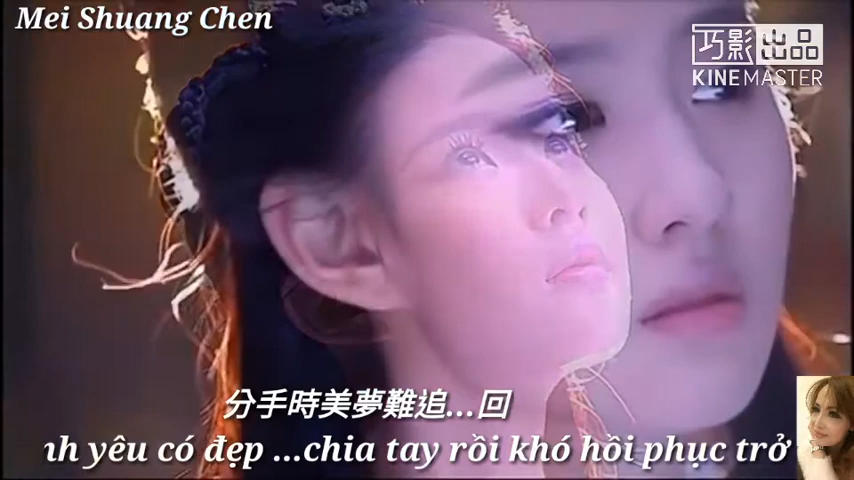 Mei Shuang Chen
巧影出品
KINEMASTER
分手時美夢難追...回
yêu có đẹp ...chia tay rồi khó hồi phục trở